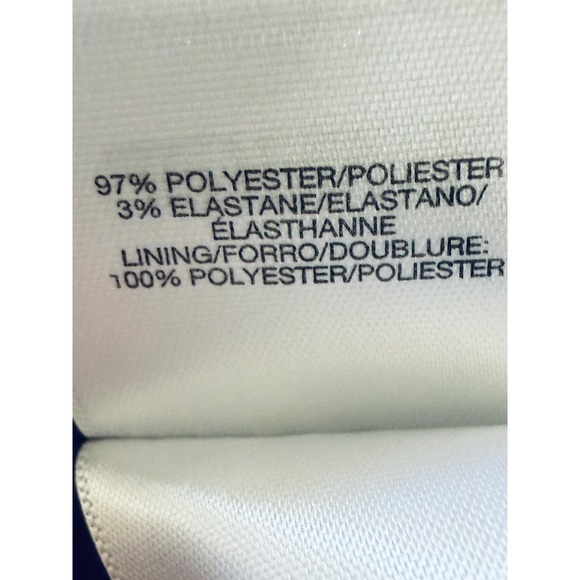 97% POLYESTER/POLIESTER
3% ELASTANE/ELASTANO/
ÉLASTHANNE
LINING/FORRO/DOUBLURE:
100% POLYESTER/POLIESTER